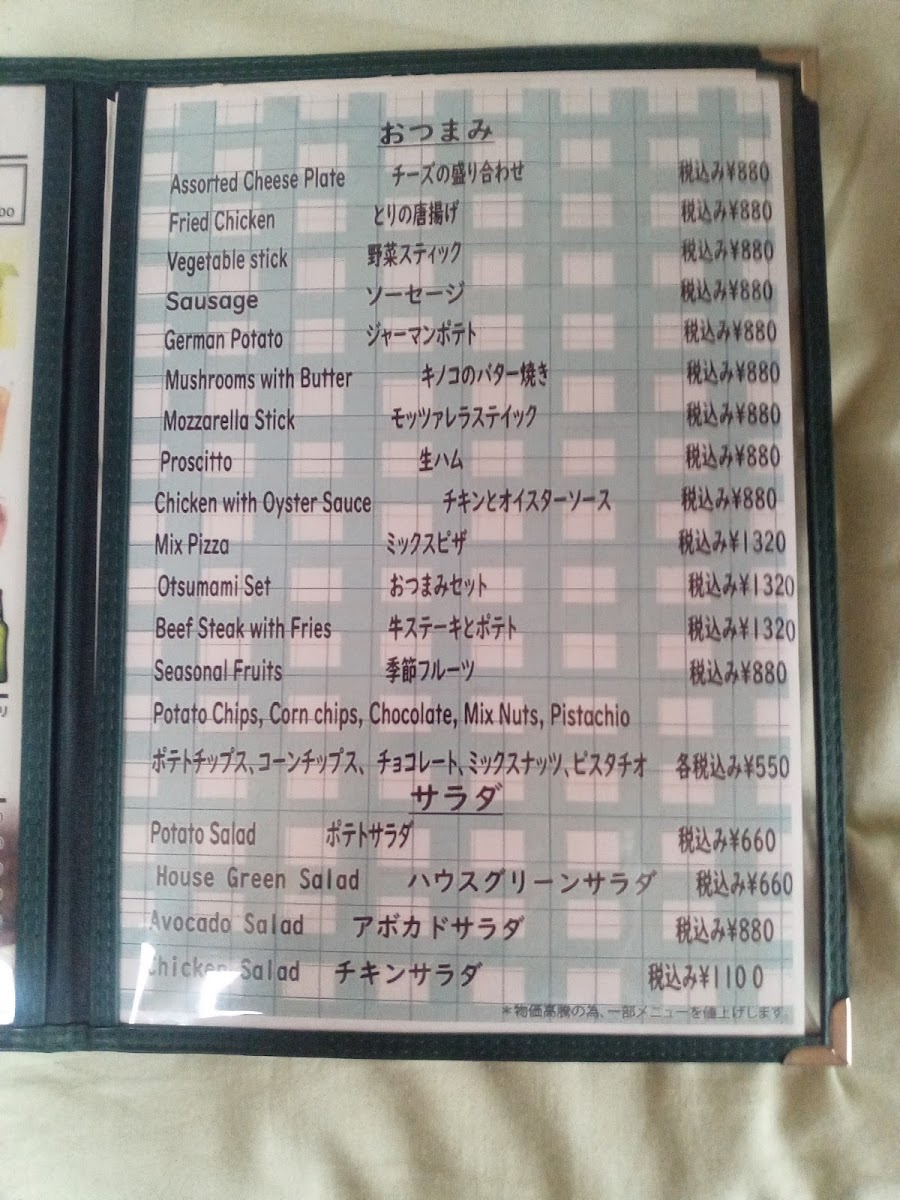 おつまみ
Assorted Cheese Plate チーズの盛り合わせ 税込み¥880
Fried Chicken とりの唐揚げ 税込み¥880
Vegetable stick 野菜スティック 税込み¥880
Sausage ソーセージ 税込み¥880
German Potato ジャーマンポテト 税込み¥880
Mushrooms with Butter キノコのバター焼き 税込み¥880
Mozzarella Stick モッツァレラステイック 税込み¥880
Proscitto 生ハム 税込み¥880
Chicken with Oyster Sauce チキンとオイスターソース 税込み¥880
Mix Pizza ミックスピザ 税込み¥1320
Otsumami Set おつまみセット 税込み¥1320
Beef Steak with Fries 牛ステーキとポテト 税込み¥1320
Seasonal Fruits 季節フルーツ 税込み¥880
Potato Chips, Corn chips, Chocolate, Mix Nuts, Pistachio
ポテトチップス、コーンチップス、チョコレート、ミックスナッツ、ピスタチオ 各税込み¥550
サラダ
Potato Salad ポテトサラダ 税込み¥660
House Green Salad ハウスグリーンサラダ 税込み¥660
Avocado Salad アボカドサラダ 税込み¥880
Chicken Salad チキンサラダ 税込み¥1100
＊物価高騰の為、一部メニューを値上げします。